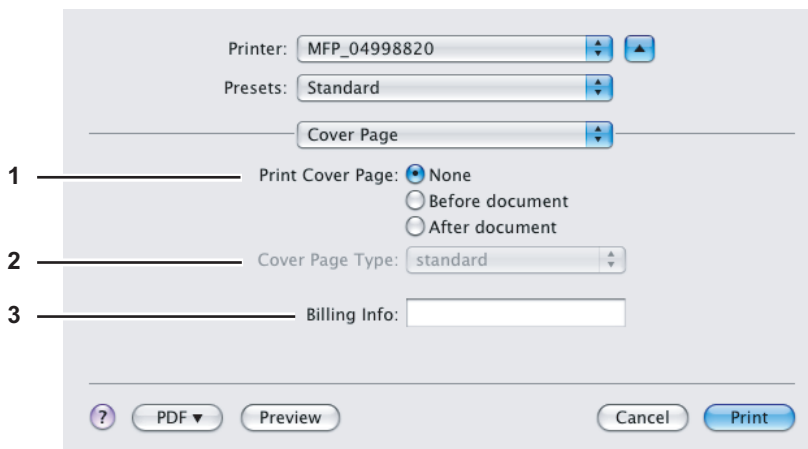 Printer: MFP_04998820
Presets: Standard
Cover Page
1 Print Cover Page: None
Before document
After document
2 Cover Page Type: standard
3 Billing Info:
? PDF ▼ Preview Cancel Print